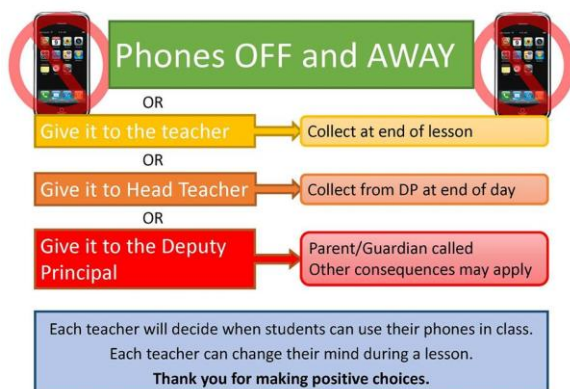 Phones OFF and AWAY
OR
Give it to the teacher
Collect at end of lesson
OR
Give it to Head Teacher
Collect from DP at end of day
OR
Give it to the Deputy
Principal
Parent/Guardian called
Other consequences may apply
Each teacher will decide when students can use their phones in class.
Each teacher can change their mind during a lesson.
Thank you for making positive choices.